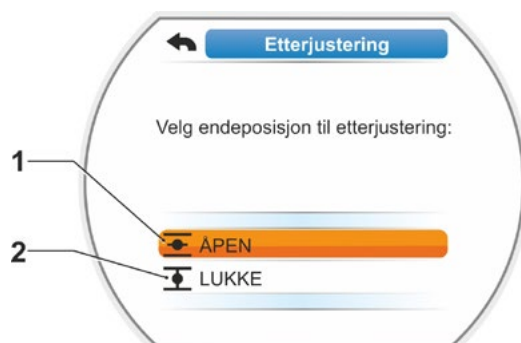 Etterjustering
Velg endeposisjon til etterjustering:
1
ÅPEN
2
LUKKE